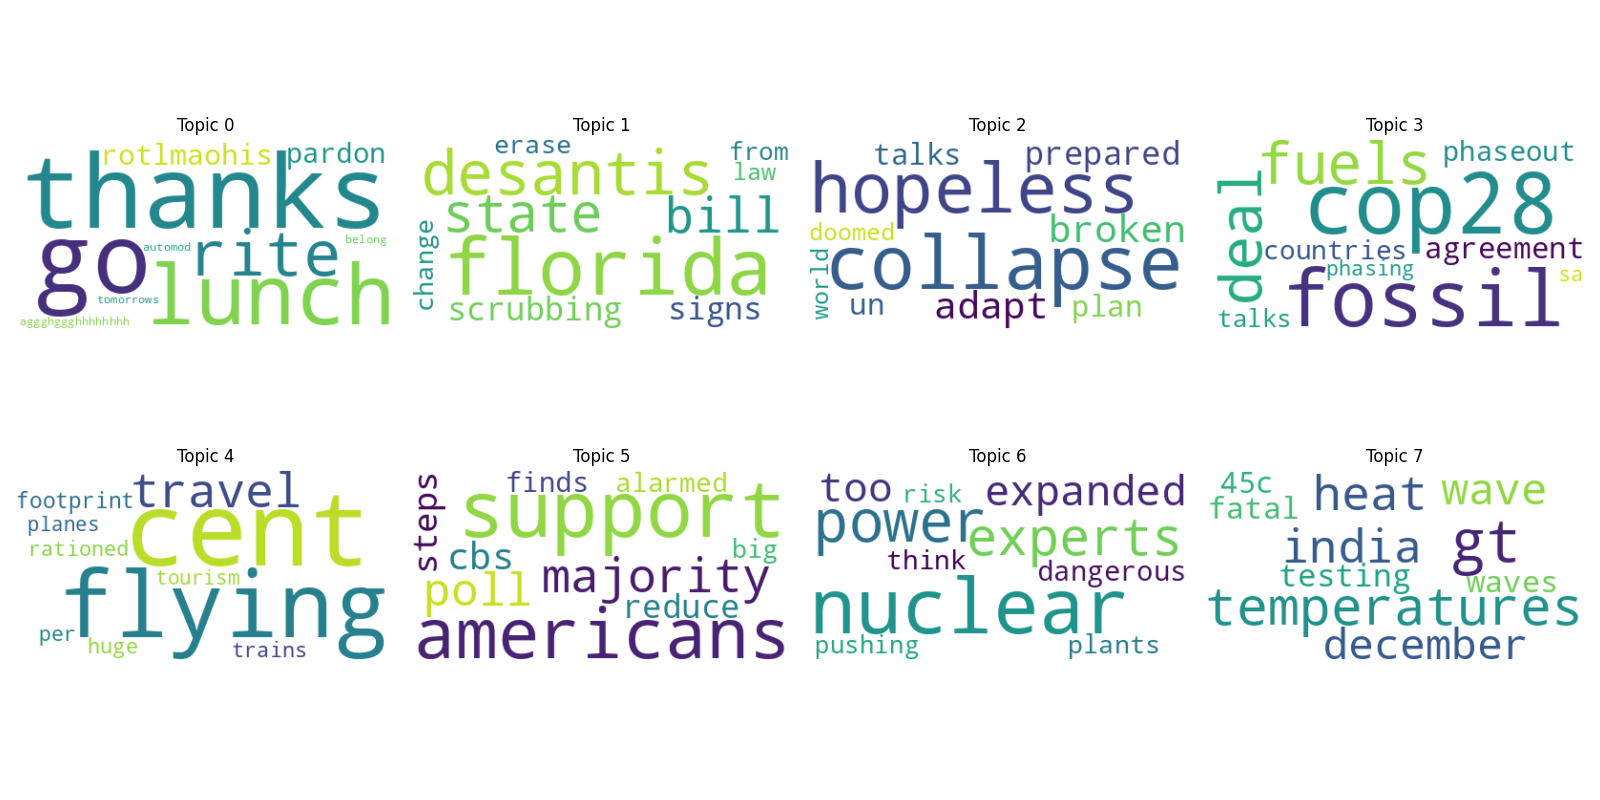 Topic 0
rotlmaohis pardon
thanks
go rite
automod belong
tomorrows lunch
aggghggghhhhhhhh
Topic 1
erase from
desantis law
state bill
change florida
scrubbing signs
Topic 2
talks prepared
hopeless
doomed broken
world collapse
un adapt plan
Topic 3
fuels phaseout
deal cop28
countries agreement
phasing sa
talks fossil
Topic 4
footprint travel
planes cent
rationed
tourism
flying
per huge trains
Topic 5
steps finds alarmed
support
cbs big
poll majority
reduce
americans
Topic 6
too risk expanded
power experts
think dangerous
nuclear
pushing plants
Topic 7
45c heat wave
fatal
india gt
testing waves
temperatures
december